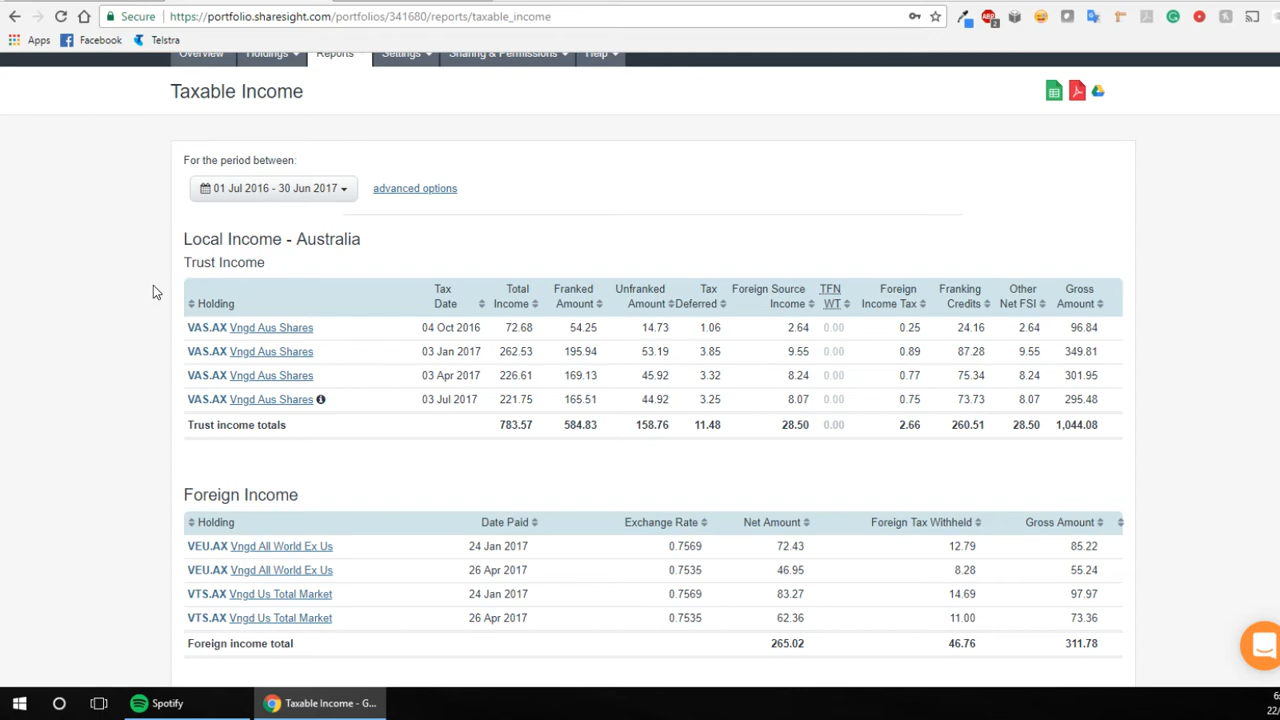 Secure https://portfolio.sharesight.com/portfolios/341680/reports/taxable_income
ABP 2
Apps Facebook Telstra
Overview Holdings Reports Settings Sharing & Permissions Help
Taxable Income
For the period between:
01 Jul 2016 - 30 Jun 2017 advanced options
Local Income - Australia
Trust Income
Holding Tax Date Total Income Franked Amount Unfranked Amount Tax Deferred Foreign Source Income TFN WT Foreign Income Tax Franking Credits Other Net FSI Gross Amount
VAS.AX Vngd Aus Shares 04 Oct 2016 72.68 54.25 14.73 1.06 2.64 0.00 0.25 24.16 2.64 96.84
VAS.AX Vngd Aus Shares 03 Jan 2017 262.53 195.94 53.19 3.85 9.55 0.00 0.89 87.28 9.55 349.81
VAS.AX Vngd Aus Shares 03 Apr 2017 226.61 169.13 45.92 3.32 8.24 0.00 0.77 75.34 8.24 301.95
VAS.AX Vngd Aus Shares 03 Jul 2017 221.75 165.51 44.92 3.25 8.07 0.00 0.75 73.73 8.07 295.48
Trust income totals 783.57 584.83 158.76 11.48 28.50 0.00 2.66 260.51 28.50 1,044.08
Foreign Income
Holding Date Paid Exchange Rate Net Amount Foreign Tax Withheld Gross Amount
VEU.AX Vngd All World Ex Us 24 Jan 2017 0.7569 72.43 12.79 85.22
VEU.AX Vngd All World Ex Us 26 Apr 2017 0.7535 46.95 8.28 55.24
VTS.AX Vngd Us Total Market 24 Jan 2017 0.7569 83.27 14.69 97.97
VTS.AX Vngd Us Total Market 26 Apr 2017 0.7535 62.36 11.00 73.36
Foreign income total 265.02 46.76 311.78
Spotify Taxable Income - G...
6:
22/